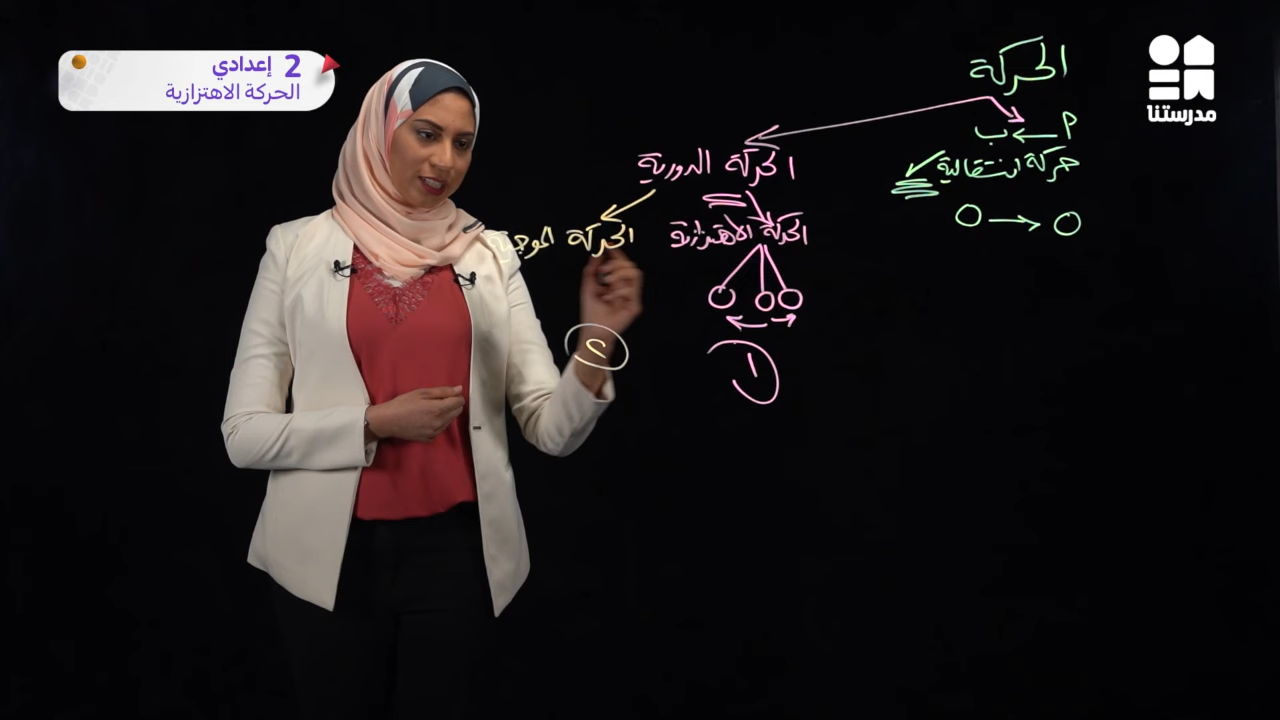 2 إعدادي
الحركة الاهتزازية
مدرستنا
الحركة
أ ← ب
حركة انتقالية
الحركة الدورية
الحركة الاهتزازية
الحركة الموجية
١
٢